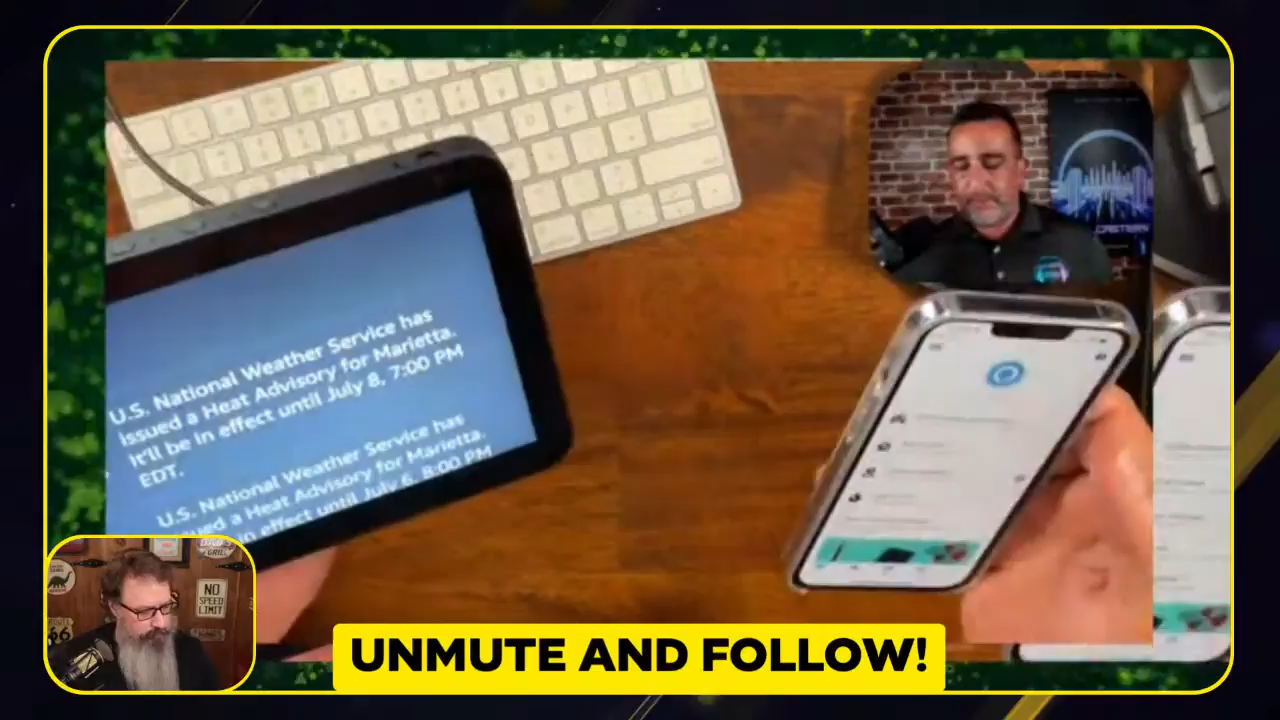 U.S. National Weather Service has
issued a Heat Advisory for Marietta.
It'll be in effect until July 8, 7:00 PM
EDT.
U.S. National Weather Service has
a Heat Advisory for Marietta.
in effect until July 6, 8:00 PM
NO
SPEED
LIMIT
66
UNMUTE AND FOLLOW!